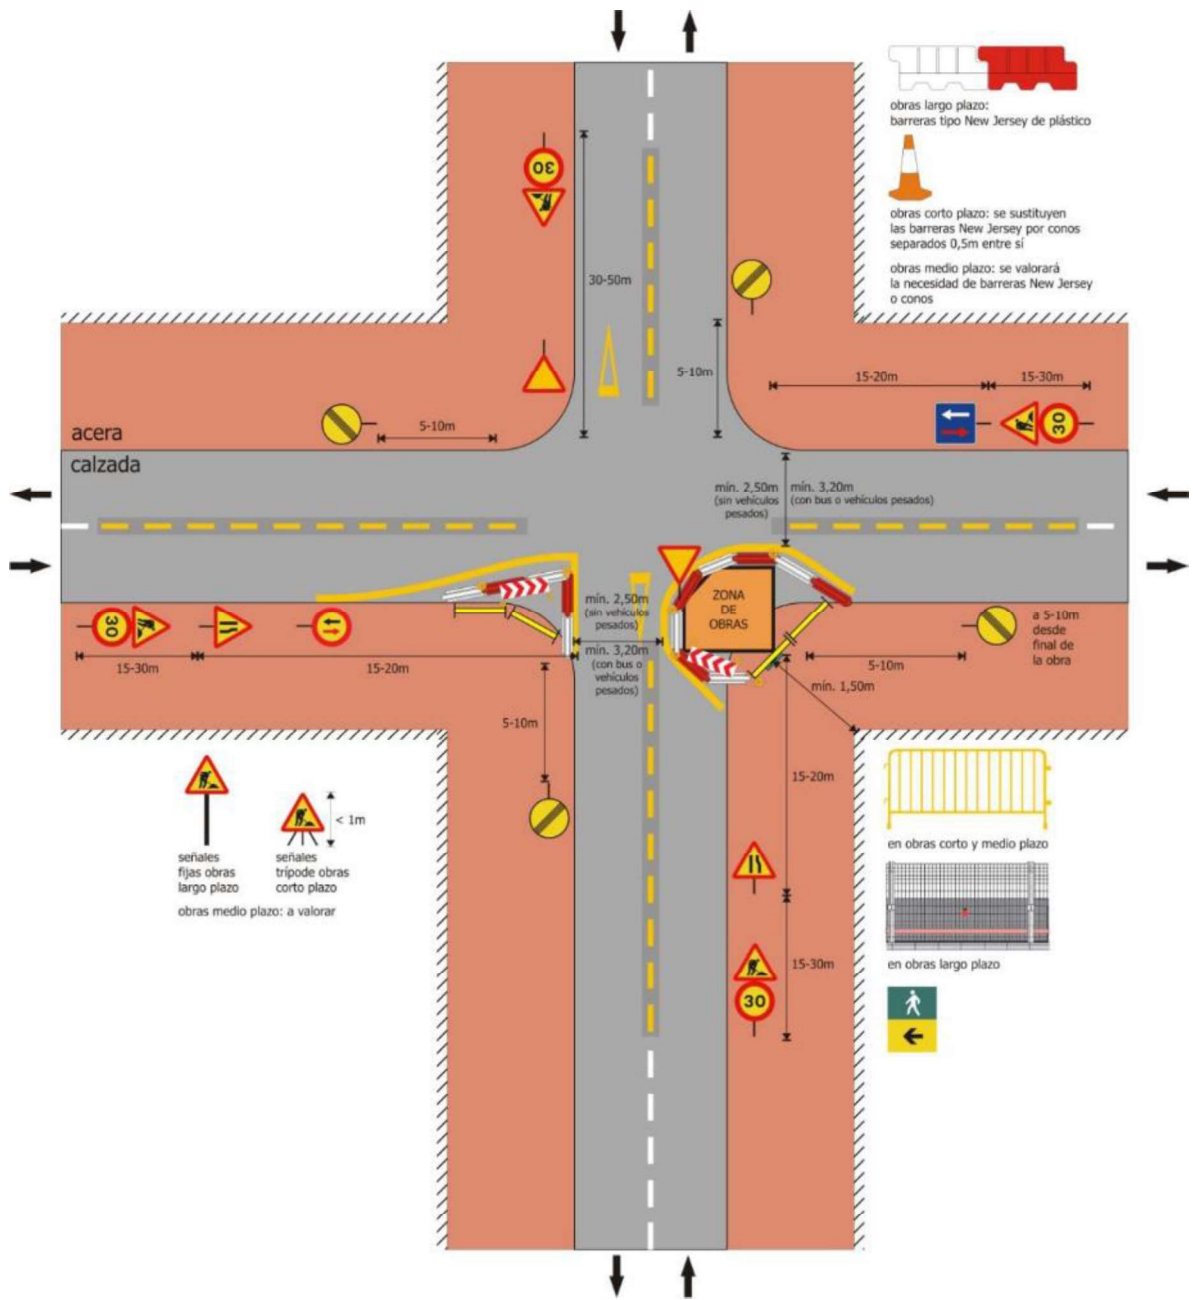 obras largo plazo:
barreras tipo New Jersey de plástico
obras corto plazo: se sustituyen
las barreras New Jersey por conos
separados 0,5m entre sí
obras medio plazo: se valorará
la necesidad de barreras New Jersey
o conos
30
30-50m
5-10m
15-20m
15-30m
30
5-10m
acera
calzada
mín. 2,50m
(sin vehículos
pesados)
mín. 3,20m
(con bus o vehículos pesados)
mín. 2,50m
(sin vehículos
pesados)
mín. 3,20m
(con bus o
vehículos
pesados)
ZONA
DE
OBRAS
30
15-30m
15-20m
a 5-10m
desde
final de
la obra
5-10m
mín. 1,50m
5-10m
15-20m
15-30m
30
< 1m
señales
fijas obras
largo plazo
señales
trípode obras
corto plazo
obras medio plazo: a valorar
en obras corto y medio plazo
en obras largo plazo